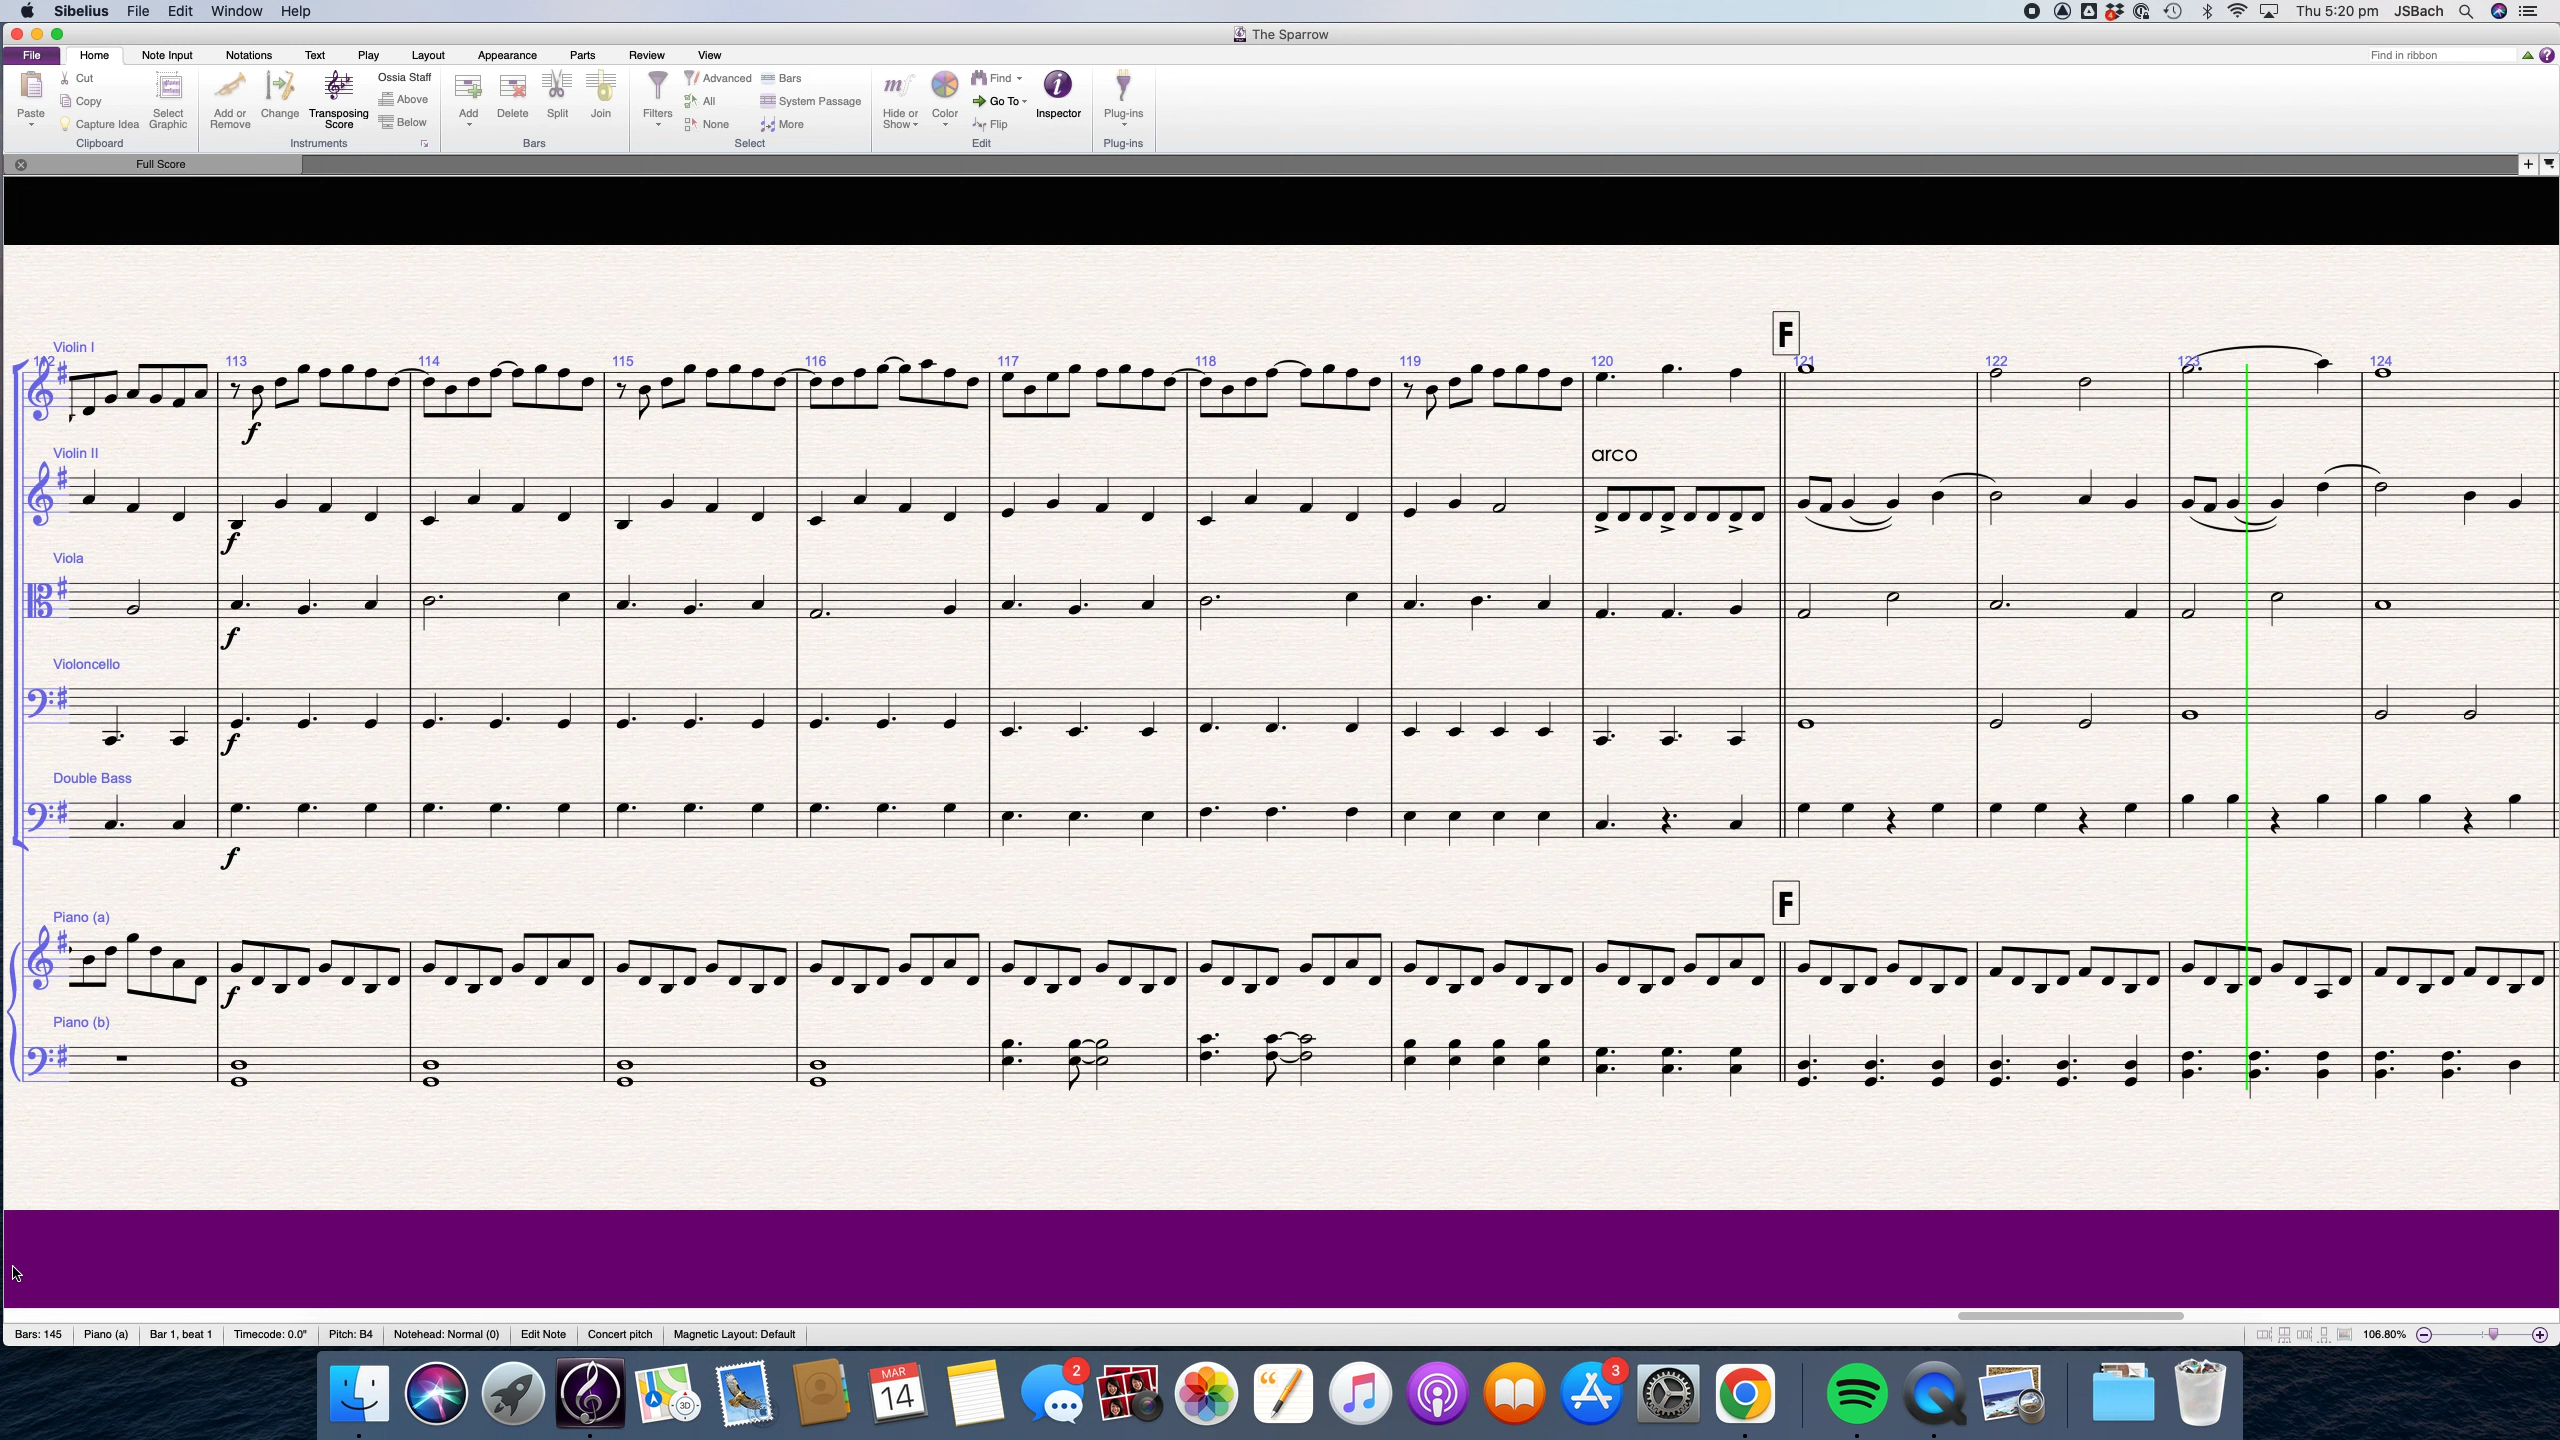 Sibelius File Edit Window Help
4 Thu 5:20 pm JSBach
The Sparrow
File Home Note Input Notations Text Play Layout Appearance Parts Review View Find in ribbon ?
Paste Cut Copy Capture Idea Select Graphic
Clipboard
Add or Remove Change Transposing Score Ossia Staff Above Below
Instruments
Add Delete Split Join
Bars
Filters Advanced All None Bars System Passage More
Select
Hide or Show Color Find Go To Flip Inspector
Edit
Plug-ins
Plug-ins
Full Score
F
Violin I
112 113 114 115 116 117 118 119 120 121 122 123 124
f
Violin II
arco
f
Viola
f
Violoncello
f
Double Bass
f
F
Piano (a)
f
Piano (b)
Bars: 145 Piano (a) Bar 1, beat 1 Timecode: 0.0" Pitch: B4 Notehead: Normal (0) Edit Note Concert pitch Magnetic Layout: Default 106.80%
3D MAR 14 2 3